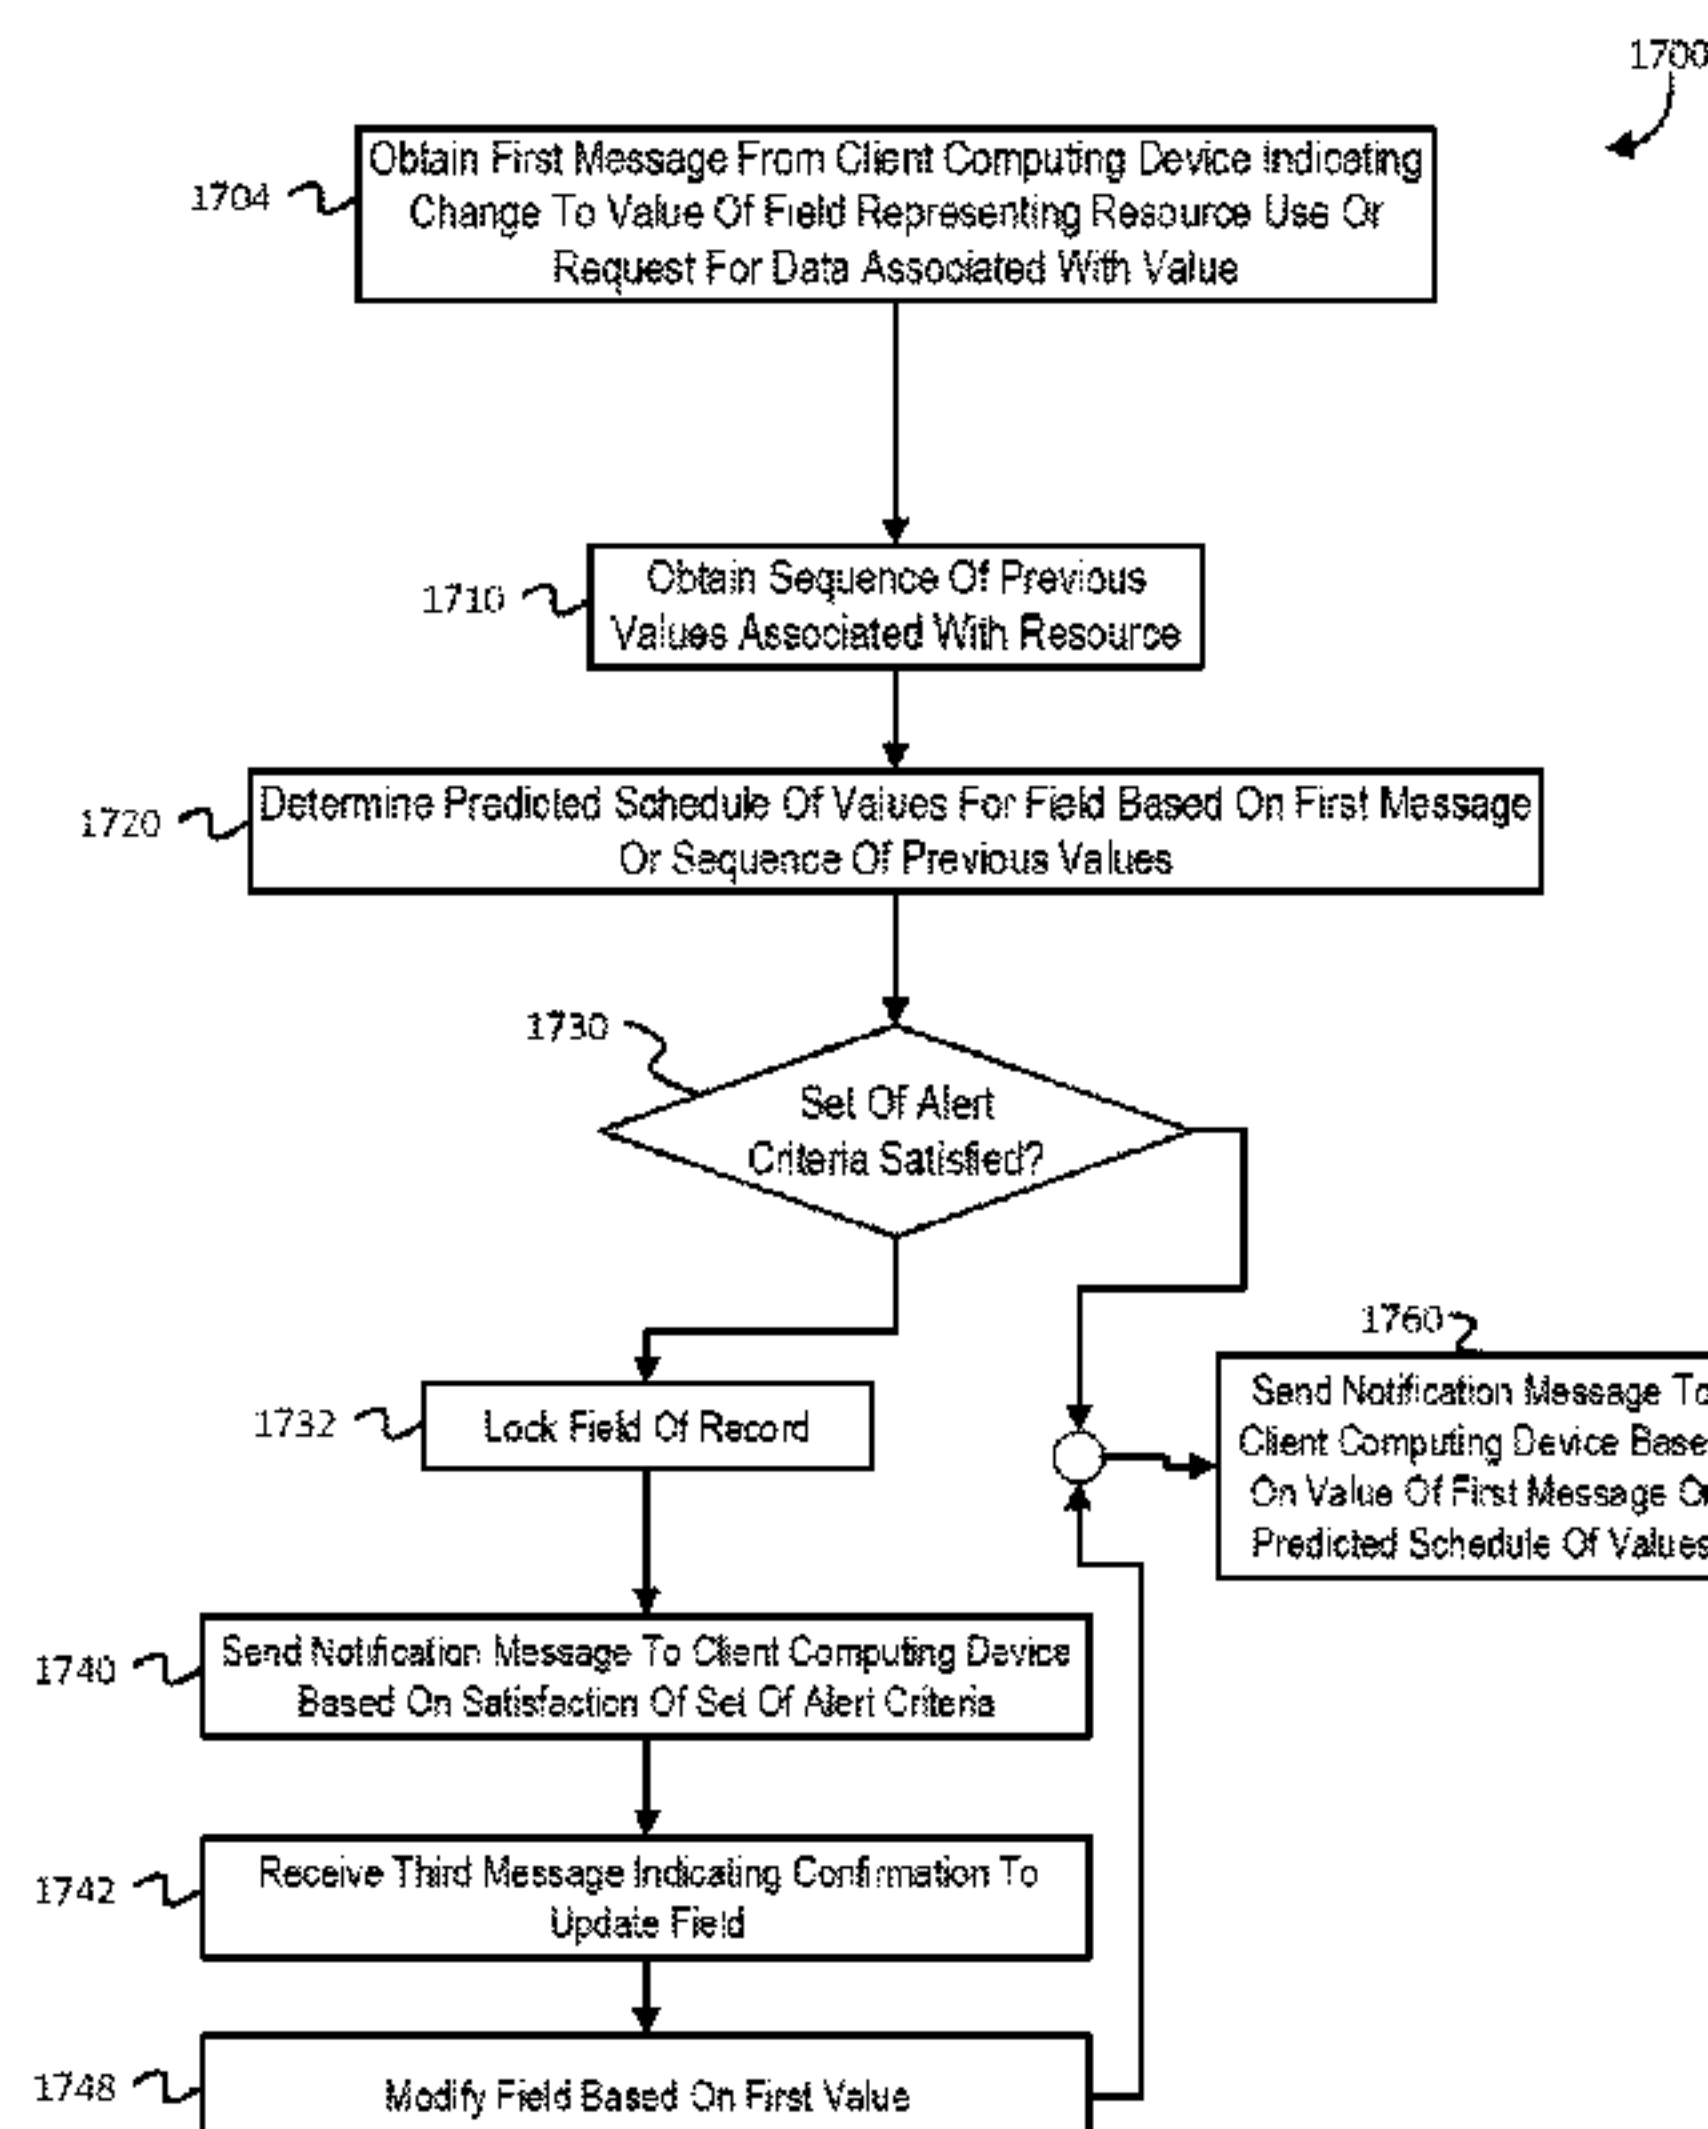 1700
1704
Obtain First Message From Client Computing Device Indicating
Change To Value Of Field Representing Resource Use Or
Request For Data Associated With Value
1710
Obtain Sequence Of Previous
Values Associated With Resource
1720
Determine Predicted Schedule Of Values For Field Based On First Message
Or Sequence Of Previous Values
1730
Set Of Alert
Criteria Satisfied?
1760
Send Notification Message To
Client Computing Device Base
On Value Of First Message Or
Predicted Schedule Of Values
1732
Lock Field Of Record
1740
Send Notification Message To Client Computing Device
Based On Satisfaction Of Set Of Alert Criteria
1742
Receive Third Message Indicating Confirmation To
Update Field
1748
Modify Field Based On First Value